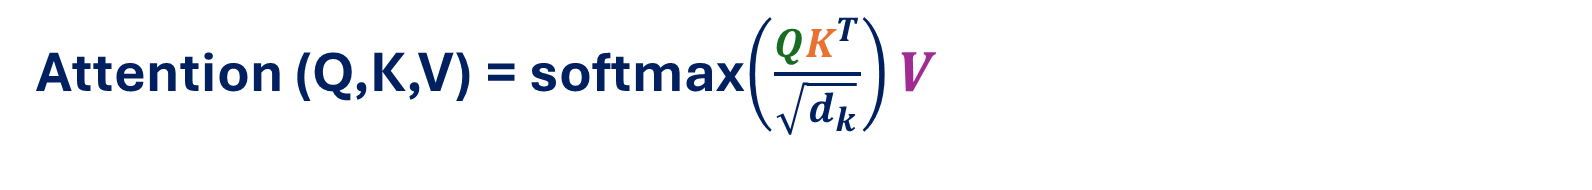 Attention (Q,K,V) = softmax(QK^T / √d_k) V